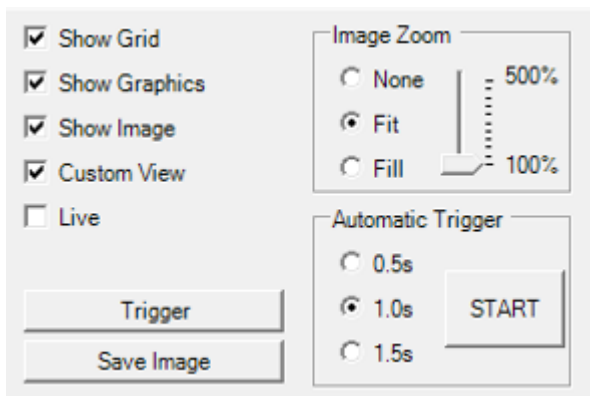 Show Grid
Show Graphics
Show Image
Custom View
Live
Trigger
Save Image
Image Zoom
None
Fit
Fill
500%
100%
Automatic Trigger
0.5s
1.0s
1.5s
START